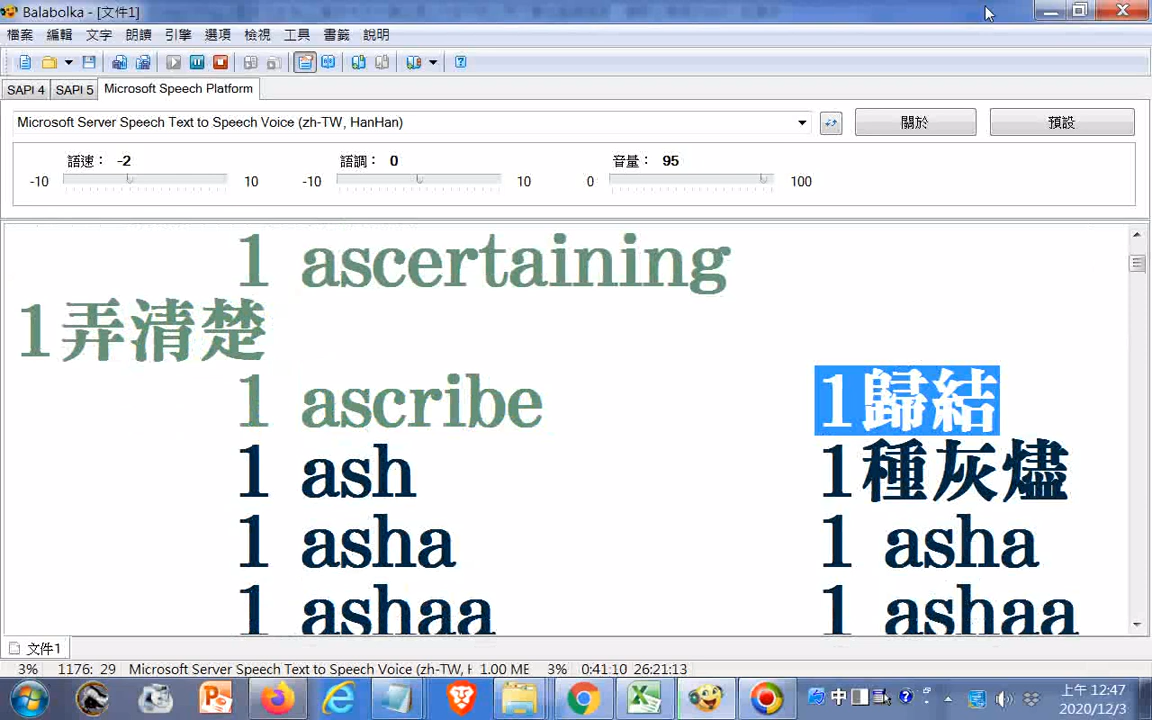 Balabolka - [文件1]
檔案 編輯 文字 朗讀 引擎 選項 檢視 工具 書籤 說明
SAPI 4 SAPI 5 Microsoft Speech Platform
Microsoft Server Speech Text to Speech Voice (zh-TW, HanHan) 關於 預設
語速： -2 語調： 0 音量： 95
-10 10 -10 10 0 100
1 ascertaining
1弄清楚
1 ascribe 1歸結
1 ash 1種灰燼
1 asha 1 asha
1 ashaa 1 ashaa
文件1
3% 1176: 29 Microsoft Server Speech Text to Speech Voice (zh-TW, 1.00 ME 3% 0:41:10 26:21:13
中 上午 12:47
2020/12/3